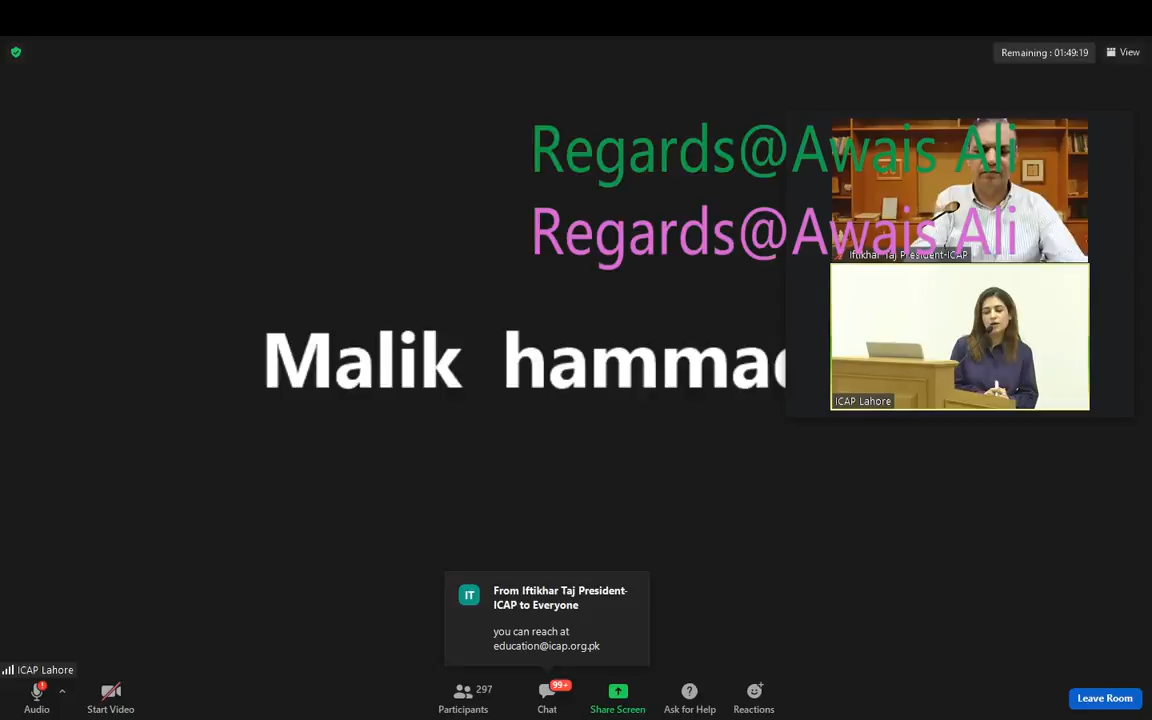 Remaining : 01:49:19 View
Regards@Awais Ali
Regards@Awais Ali
Iftikhar Taj President-ICAP
Malik hammad
ICAP Lahore
IT
From Iftikhar Taj President-
ICAP to Everyone
you can reach at
education@icap.org.pk
ICAP Lahore
297
99+
Audio
Start Video
Participants
Chat
Share Screen
Ask for Help
Reactions
Leave Room